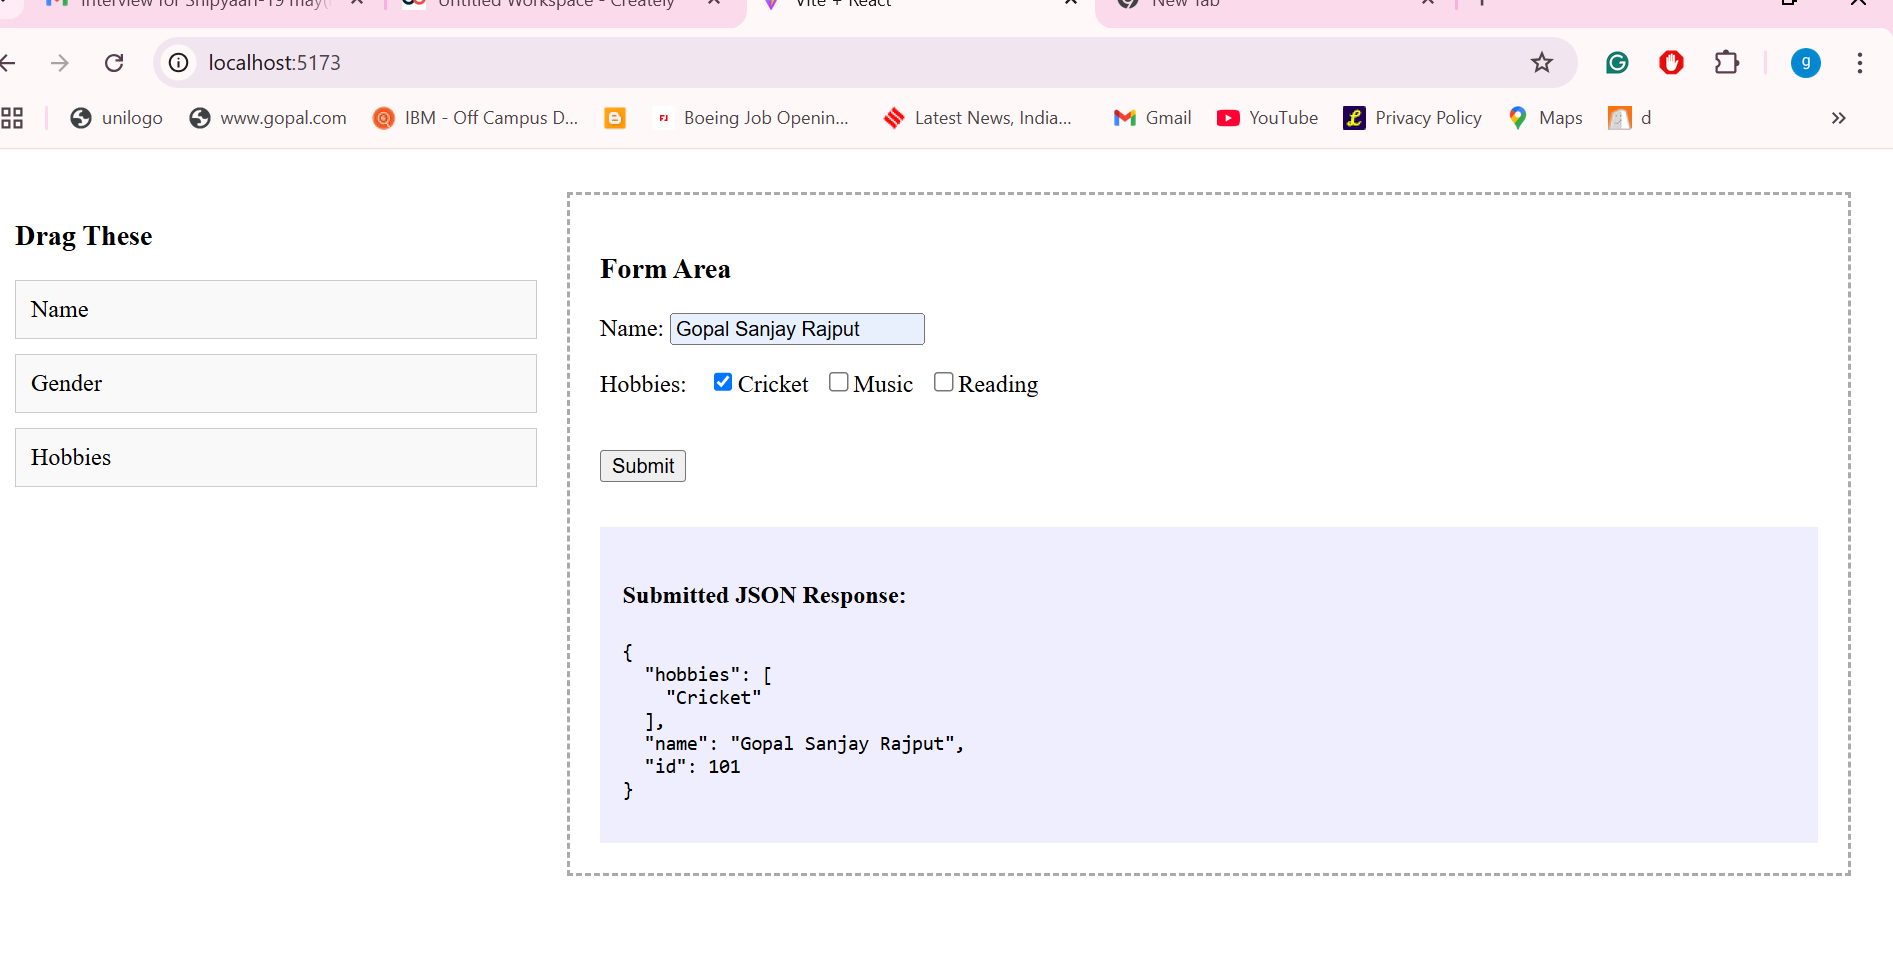 Interview for Shipyaari-19 may(
Untitled Workspace - Creately
Vite + React
New Tab
localhost:5173
g
unilogo
www.gopal.com
IBM - Off Campus D...
FJ
Boeing Job Openin...
Latest News, India...
Gmail
YouTube
Privacy Policy
Maps
d
Drag These
Name
Gender
Hobbies
Form Area
Name: Gopal Sanjay Rajput
Hobbies: Cricket Music Reading
Submit
Submitted JSON Response:
{
"hobbies": [
"Cricket"
],
"name": "Gopal Sanjay Rajput",
"id": 101
}